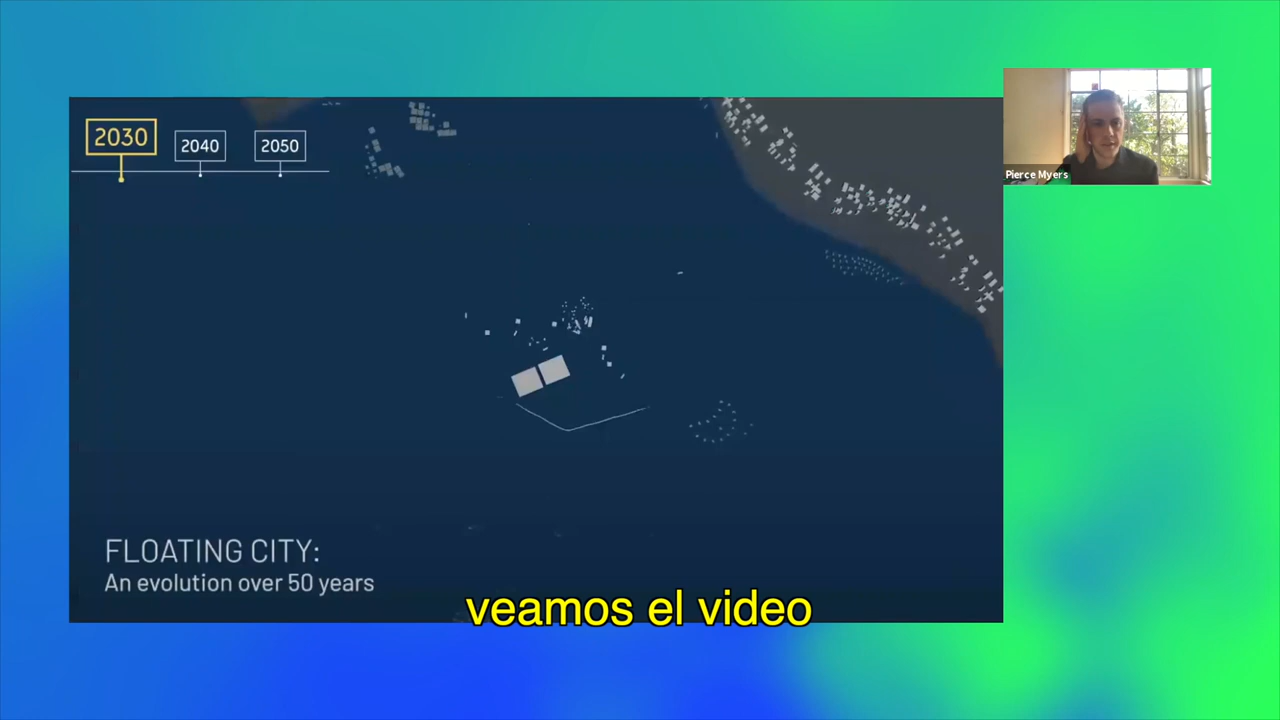 2030
2040
2050
Pierce Myers
FLOATING CITY:
An evolution over 50 years
veamos el video